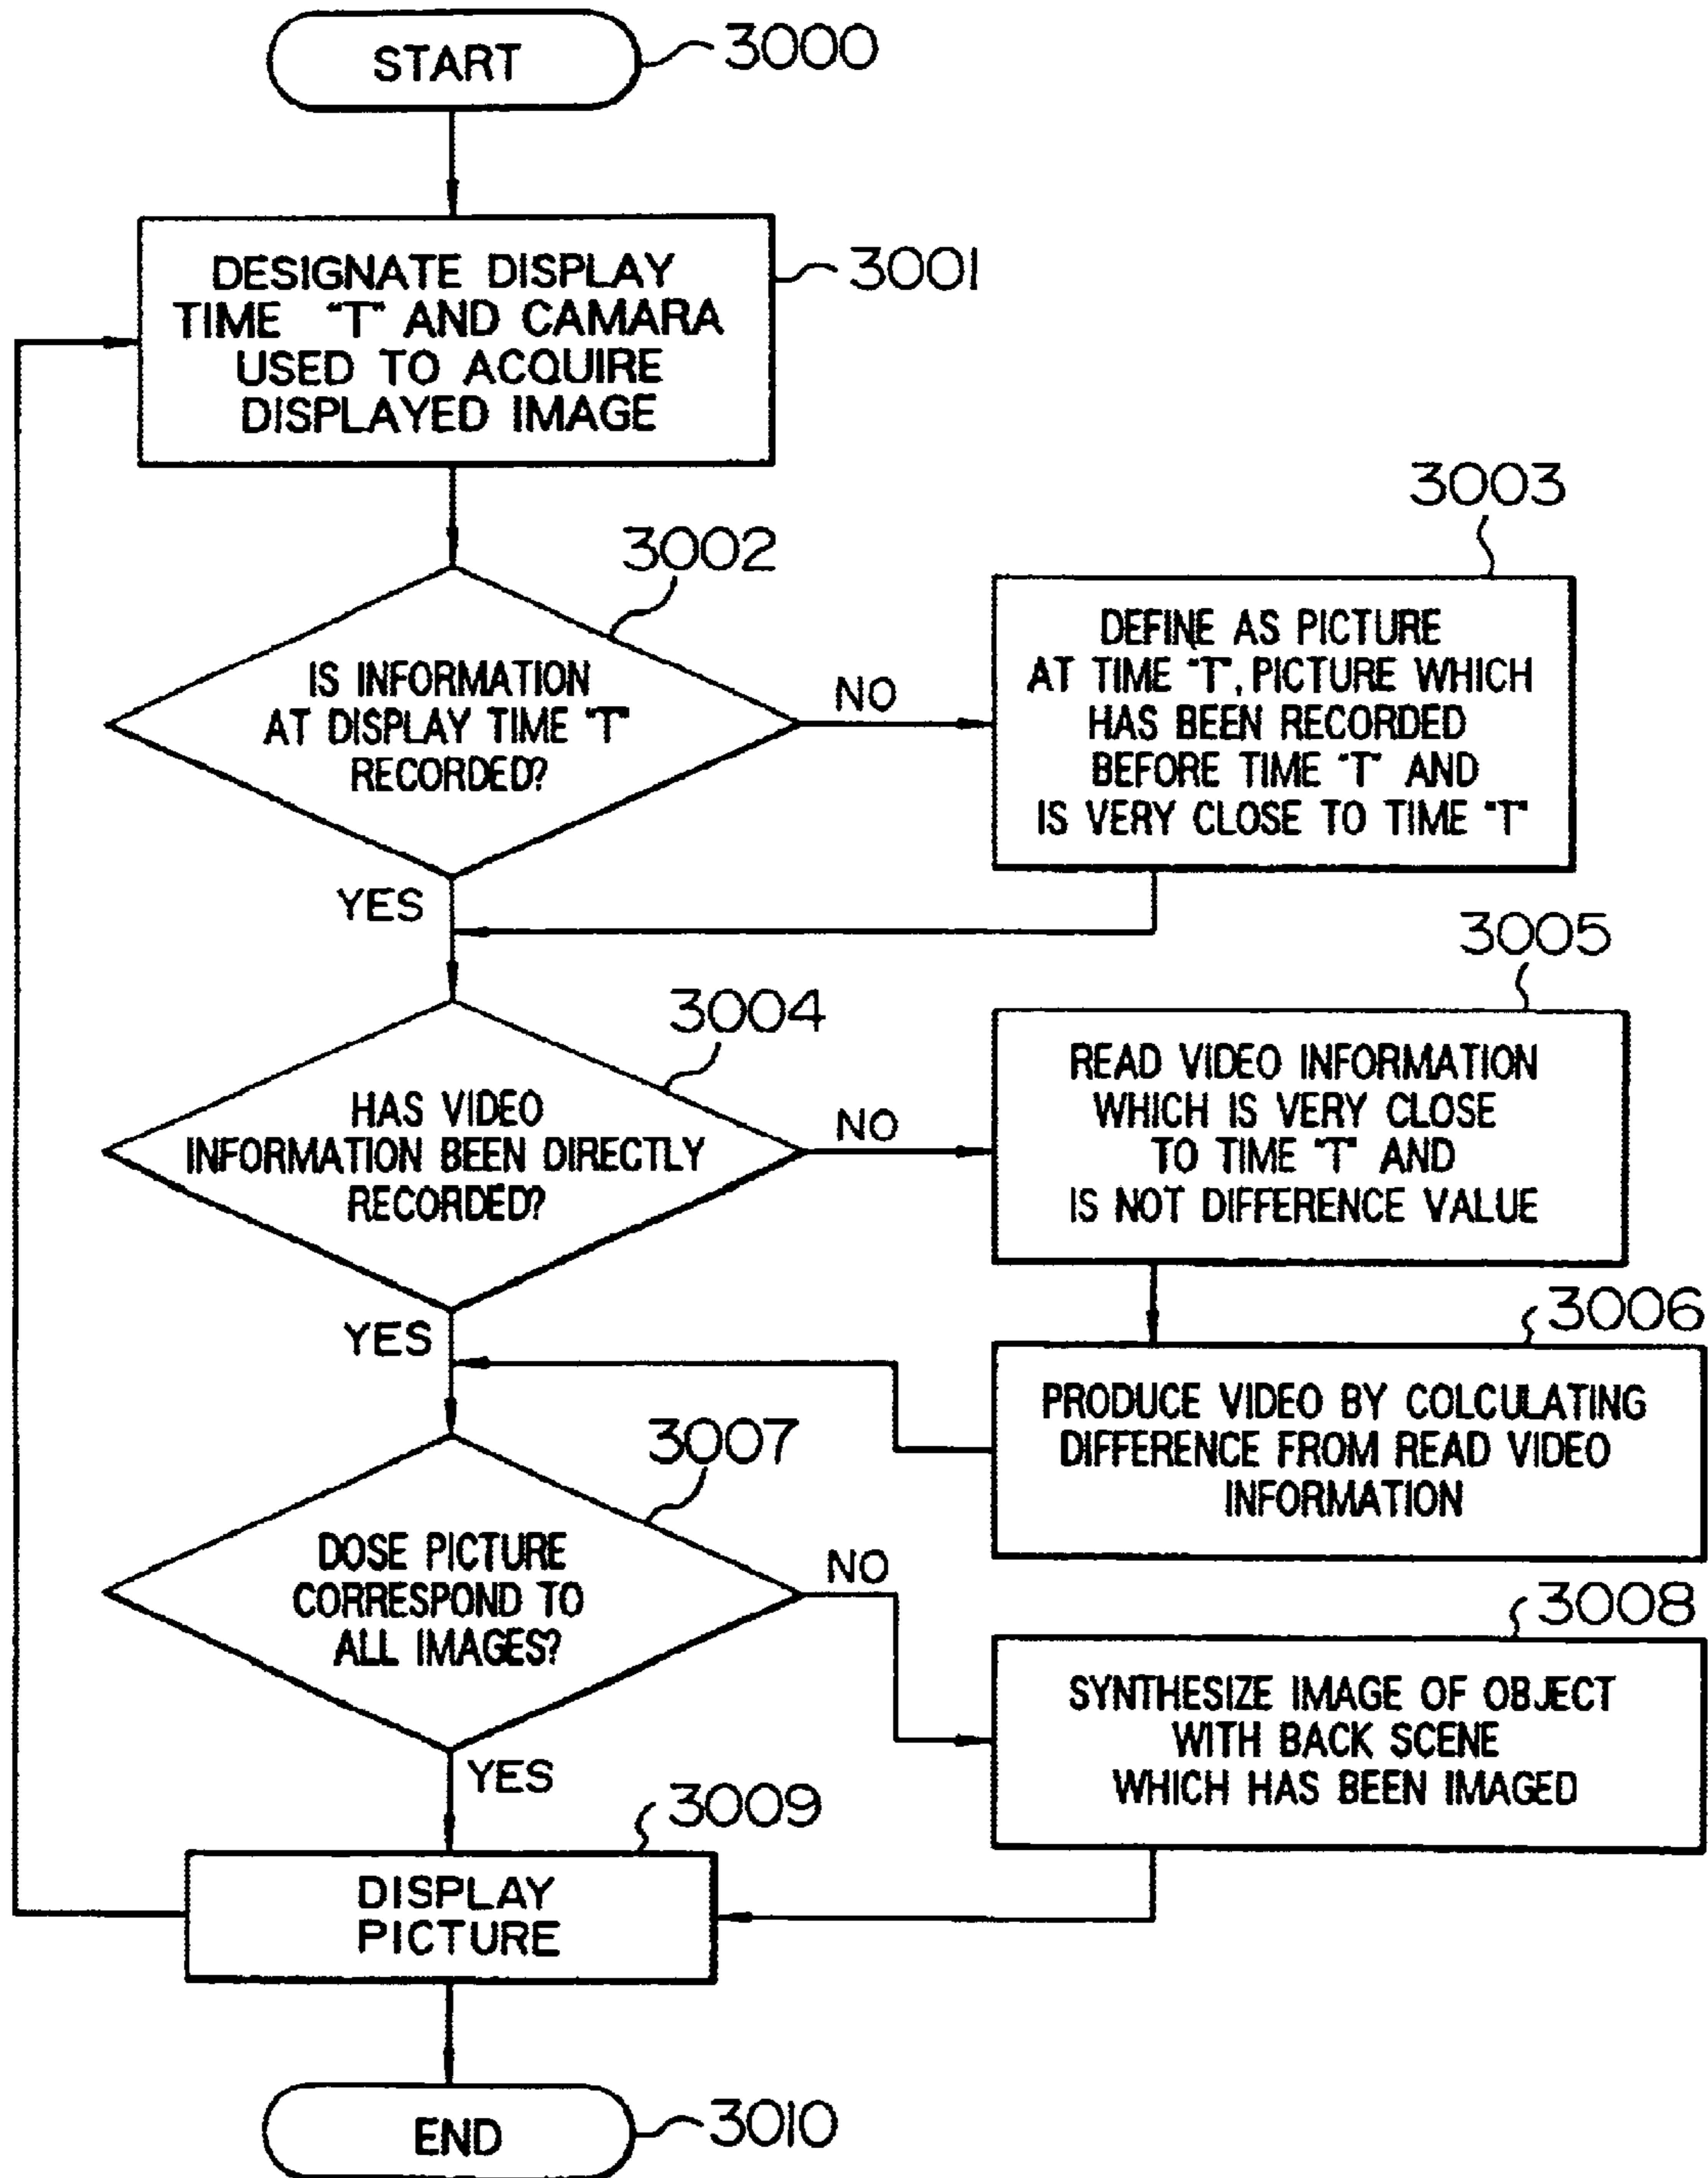 START
3000
DESIGNATE DISPLAY
TIME "T" AND CAMARA
USED TO ACQUIRE
DISPLAYED IMAGE
3001
3002
IS INFORMATION
AT DISPLAY TIME "T"
RECORDED?
NO
YES
3003
DEFINE AS PICTURE
AT TIME "T", PICTURE WHICH
HAS BEEN RECORDED
BEFORE TIME "T" AND
IS VERY CLOSE TO TIME "T"
3004
HAS VIDEO
INFORMATION BEEN DIRECTLY
RECORDED?
NO
YES
3005
READ VIDEO INFORMATION
WHICH IS VERY CLOSE
TO TIME "T" AND
IS NOT DIFFERENCE VALUE
3006
PRODUCE VIDEO BY COLCULATING
DIFFERENCE FROM READ VIDEO
INFORMATION
3007
DOSE PICTURE
CORRESPOND TO
ALL IMAGES?
NO
YES
3008
SYNTHESIZE IMAGE OF OBJECT
WITH BACK SCENE
WHICH HAS BEEN IMAGED
3009
DISPLAY
PICTURE
END
3010